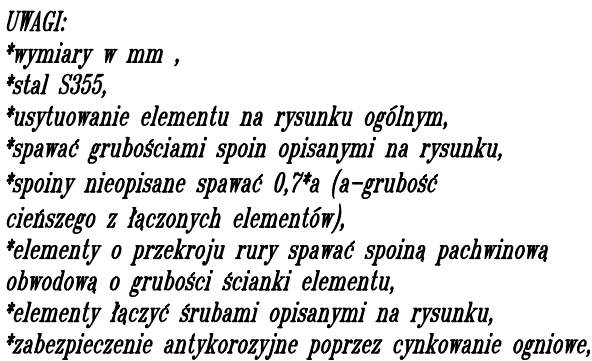 UWAGI:
*wymiary w mm ,
*stal S355,
*usytuowanie elementu na rysunku ogólnym,
*spawać grubościami spoin opisanymi na rysunku,
*spoiny nieopisane spawać 0,7*a (a-grubość
cieńszego z łączonych elementów),
*elementy o przekroju rury spawać spoiną pachwinową
obwodową o grubości ścianki elementu,
*elementy łączyć śrubami opisanymi na rysunku,
*zabezpieczenie antykorozyjne poprzez cynkowanie ogniowe,